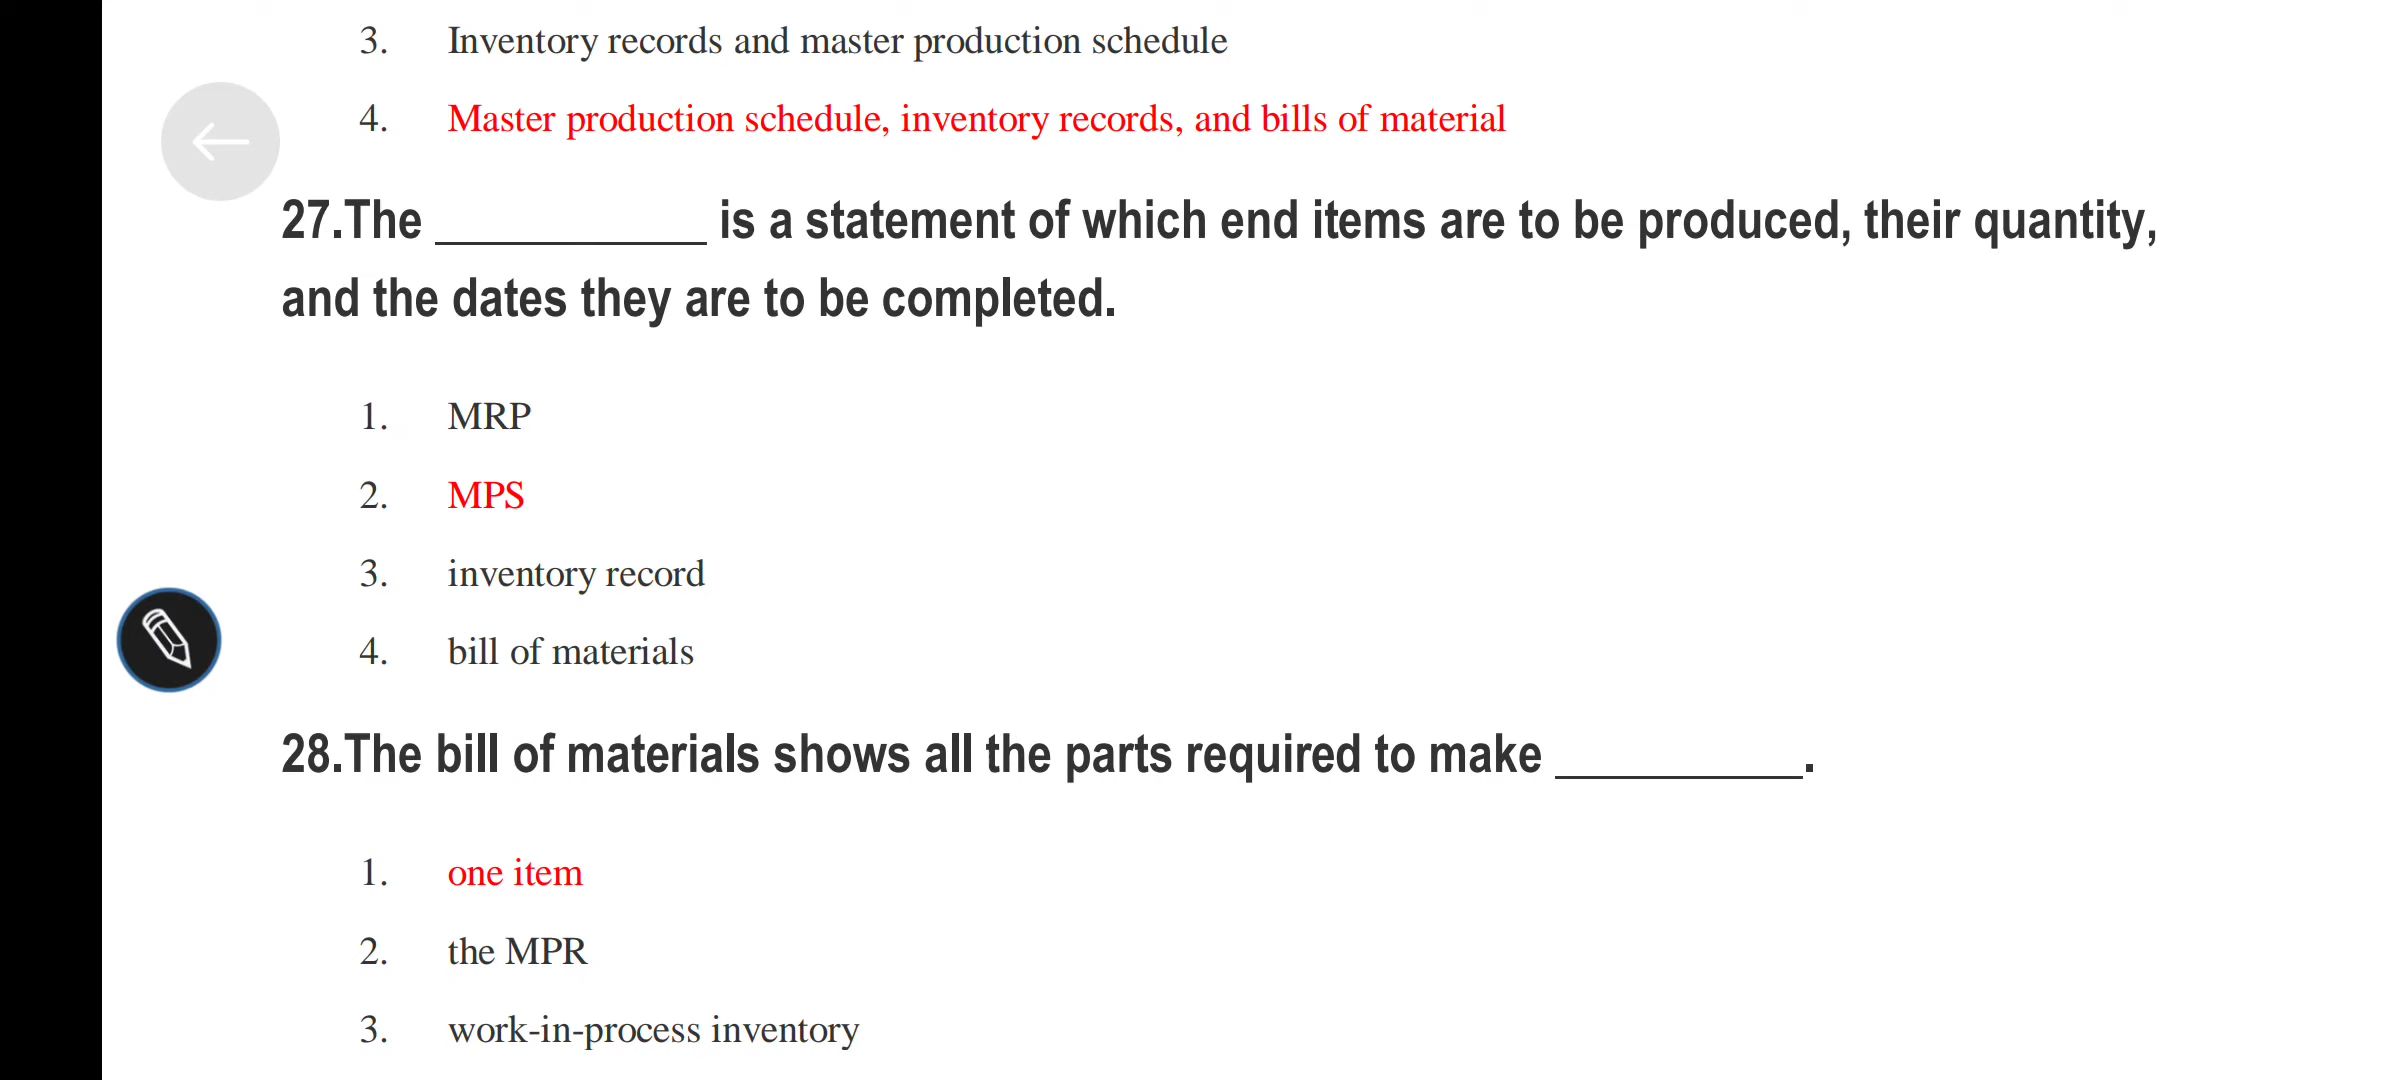 3. Inventory records and master production schedule
4. Master production schedule, inventory records, and bills of material
27.The ___________ is a statement of which end items are to be produced, their quantity,
and the dates they are to be completed.
1. MRP
2. MPS
3. inventory record
4. bill of materials
28.The bill of materials shows all the parts required to make __________.
1. one item
2. the MPR
3. work-in-process inventory